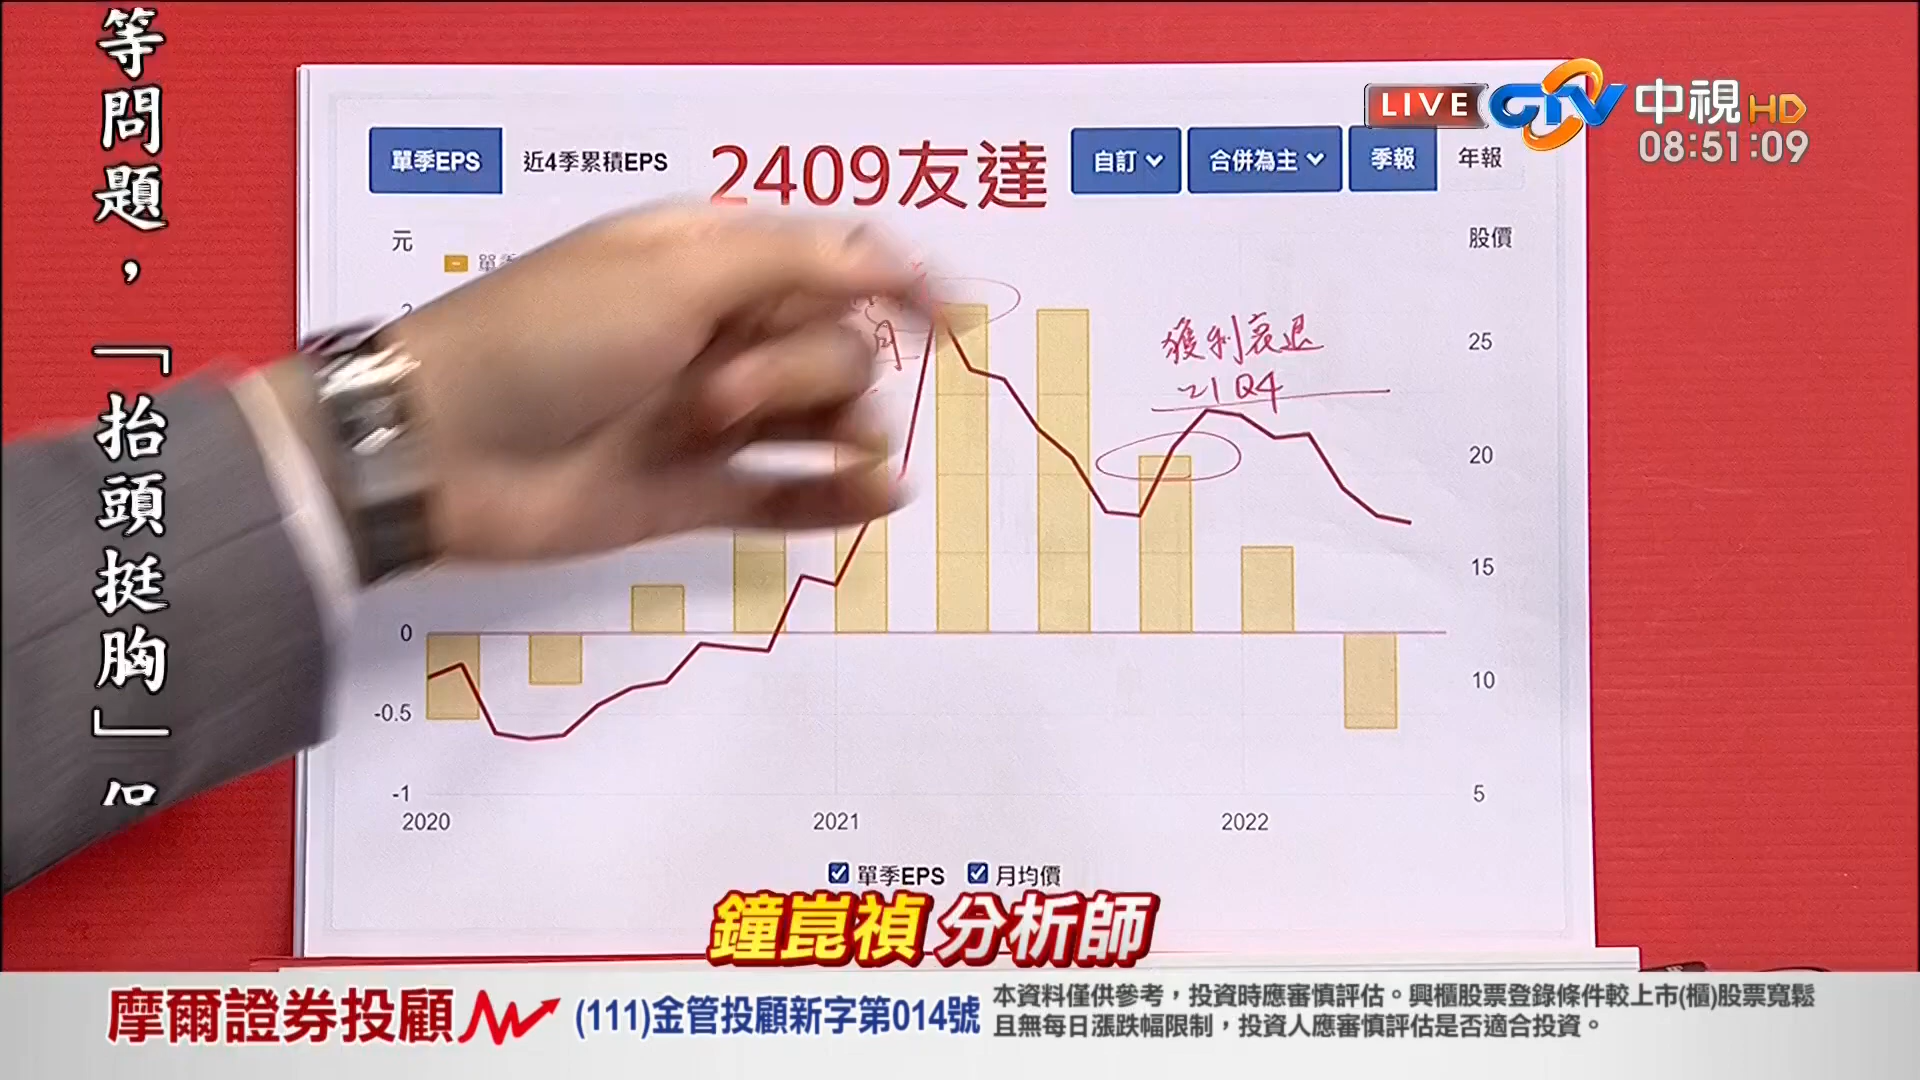 等問題，「抬頭挺胸」
LIVE CTV 中視HD
08:51:09
單季EPS 近4季累積EPS 2409友達 自訂 合併為主 季報 年報
元 股價
單季
2
月
獲利衰退
21Q4
25
20
15
0
10
-0.5
-1 5
2020 2021 2022
單季EPS 月均價
鐘崑禎 分析師
摩爾證券投顧 (111)金管投顧新字第014號
本資料僅供參考，投資時應審慎評估。興櫃股票登錄條件較上市(櫃)股票寬鬆
且無每日漲跌幅限制，投資人應審慎評估是否適合投資。